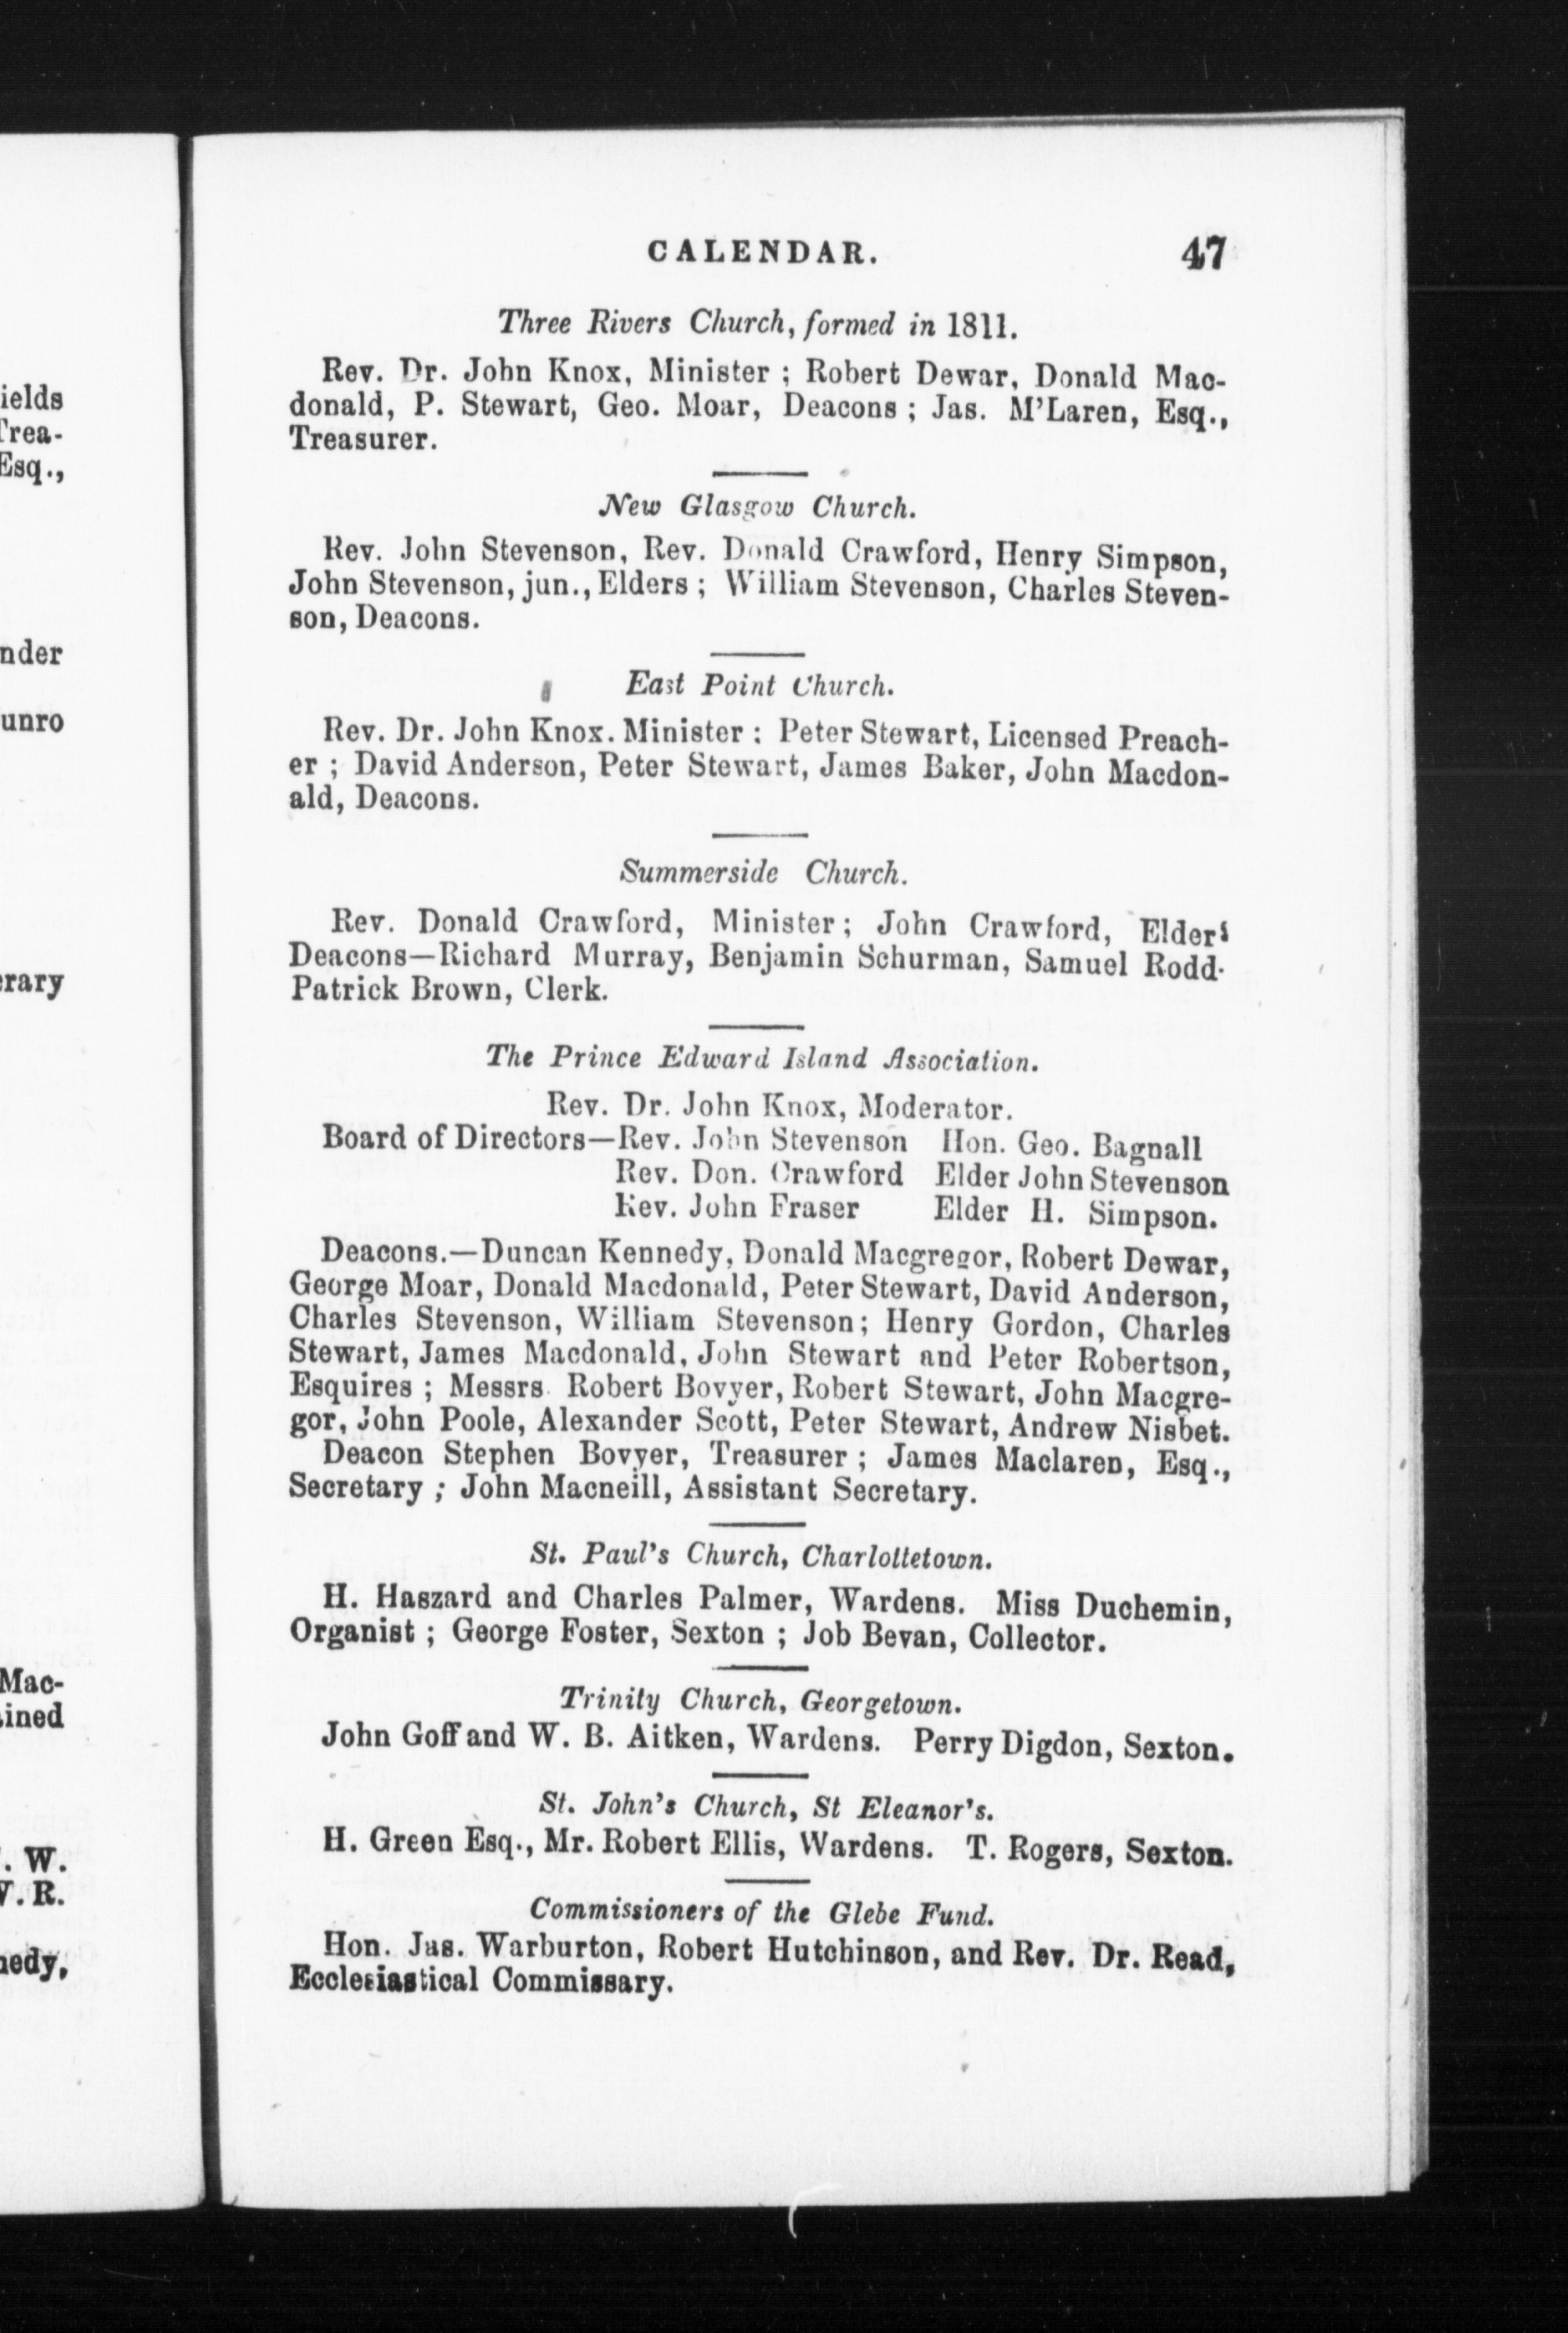 ields
Trea-
Esq.,
nder
unro
rary
Mac-
ined
. W.
V. R.
nedy,
CALENDAR. 47
Three Rivers Church, formed in 1811.
Rev. Dr. John Knox, Minister ; Robert Dewar, Donald Mac-
donald, P. Stewart, Geo. Moar, Deacons ; Jas. M'Laren, Esq.,
Treasurer.
New Glasgow Church.
Rev. John Stevenson, Rev. Donald Crawford, Henry Simpson,
John Stevenson, jun., Elders ; William Stevenson, Charles Steven-
son, Deacons.
East Point Church.
Rev. Dr. John Knox. Minister : Peter Stewart, Licensed Preach-
er ; David Anderson, Peter Stewart, James Baker, John Macdon-
ald, Deacons.
Summerside Church.
Rev. Donald Crawford, Minister ; John Crawford, Elder;
Deacons—Richard Murray, Benjamin Schurman, Samuel Rodd.
Patrick Brown, Clerk.
The Prince Edward Island Association.
Rev. Dr. John Knox, Moderator.
Board of Directors—Rev. John Stevenson Hon. Geo. Bagnall
Rev. Don. Crawford Elder John Stevenson
Rev. John Fraser Elder H. Simpson.
Deacons.—Duncan Kennedy, Donald Macgregor, Robert Dewar,
George Moar, Donald Macdonald, Peter Stewart, David Anderson,
Charles Stevenson, William Stevenson; Henry Gordon, Charles
Stewart, James Macdonald, John Stewart and Peter Robertson,
Esquires ; Messrs. Robert Bovyer, Robert Stewart, John Macgre-
gor, John Poole, Alexander Scott, Peter Stewart, Andrew Nisbet.
Deacon Stephen Bovyer, Treasurer ; James Maclaren, Esq.,
Secretary ; John Macneill, Assistant Secretary.
St. Paul's Church, Charlottetown.
H. Haszard and Charles Palmer, Wardens. Miss Duchemin,
Organist ; George Foster, Sexton ; Job Bevan, Collector.
Trinity Church, Georgetown.
John Goff and W. B. Aitken, Wardens. Perry Digdon, Sexton.
St. John's Church, St Eleanor's.
H. Green Esq., Mr. Robert Ellis, Wardens. T. Rogers, Sexton.
Commissioners of the Glebe Fund.
Hon. Jas. Warburton, Robert Hutchinson, and Rev. Dr. Read,
Ecclesiastical Commissary.